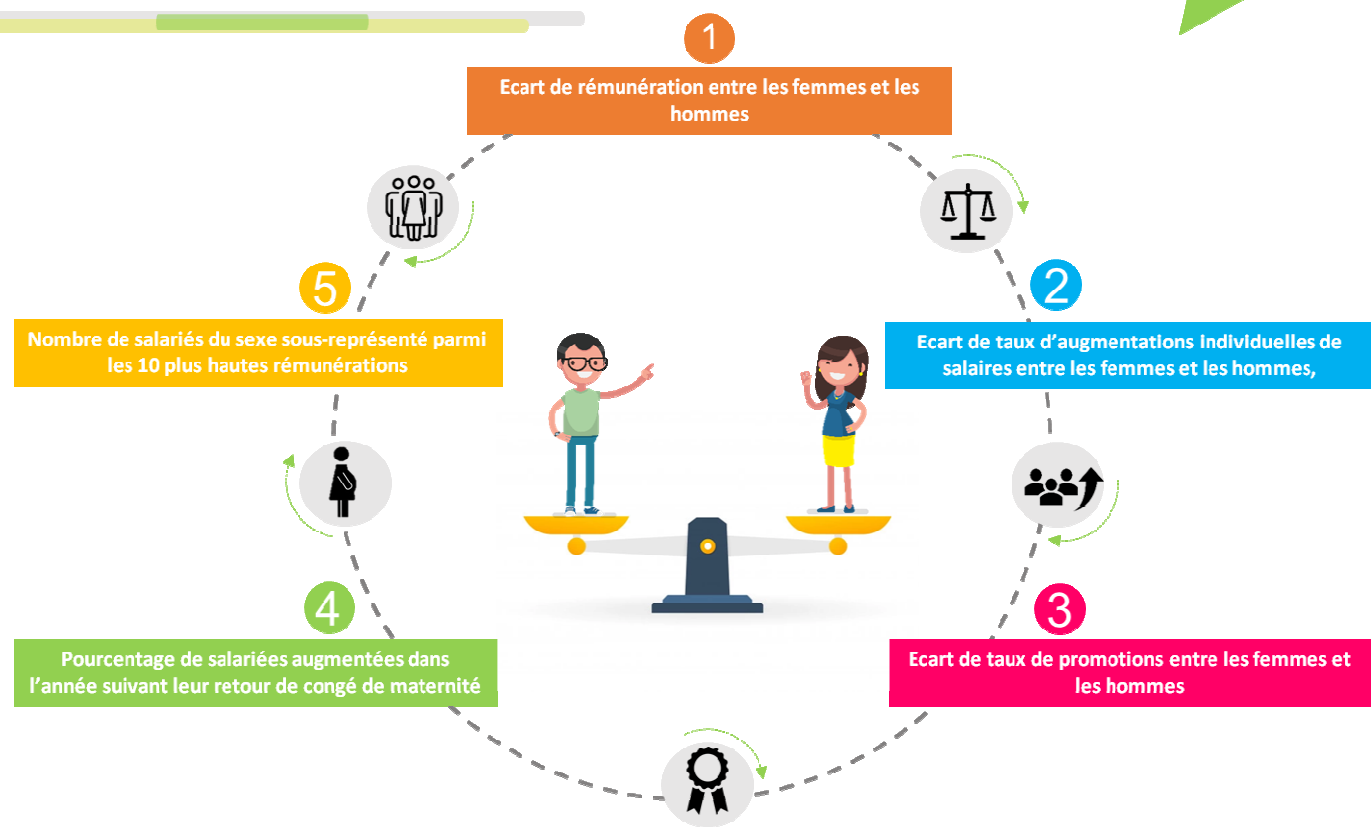 1
Ecart de rémunération entre les femmes et les
hommes
2
Ecart de taux d'augmentations individuelles de
salaires entre les femmes et les hommes,
3
Ecart de taux de promotions entre les femmes et
les hommes
4
Pourcentage de salariées augmentées dans
l'année suivant leur retour de congé de maternité
5
Nombre de salariés du sexe sous-représenté parmi
les 10 plus hautes rémunérations